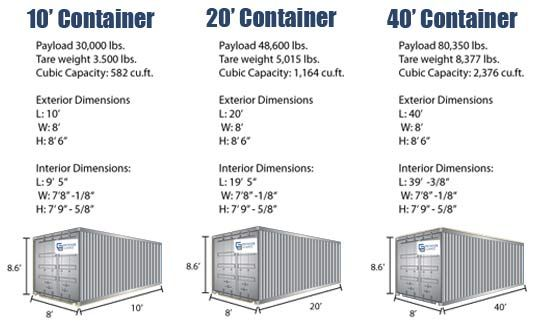 10’ Container
Payload 30,000 lbs.
Tare weight 3.500 lbs.
Cubic Capacity: 582 cu.ft.
Exterior Dimensions
L: 10’
W: 8’
H: 8’ 6”
Interior Dimensions:
L: 9’ 5”
W: 7’8” -1/8”
H: 7’ 9” - 5/8”
8.6’
8’
10’
20’ Container
Payload 48,600 lbs.
Tare weight 5,015 lbs.
Cubic Capacity: 1,164 cu.ft.
Exterior Dimensions
L: 20’
W: 8’
H: 8’ 6”
Interior Dimensions:
L: 19’ 5”
W: 7’8” -1/8”
H: 7’ 9” - 5/8”
8.6’
8’
20’
40’ Container
Payload 80,350 lbs.
Tare weight 8,377 lbs.
Cubic Capacity: 2,376 cu.ft.
Exterior Dimensions
L: 40’
W: 8’
H: 8’6”
Interior Dimensions:
L: 39’ -3/8”
W: 7’8” -1/8”
H: 7’ 9” - 5/8”
8.6’
8’
40’